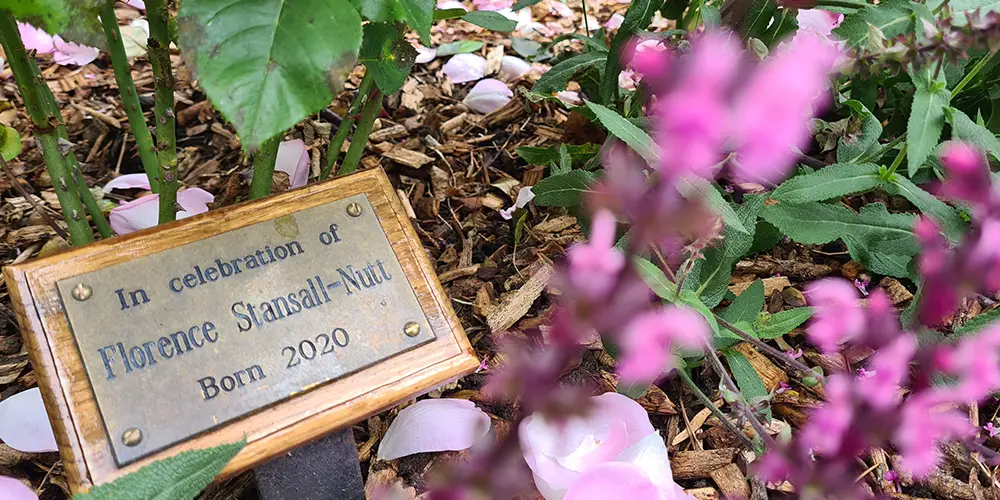 In celebration of
Florence Stansall-Nutt
Born 2020